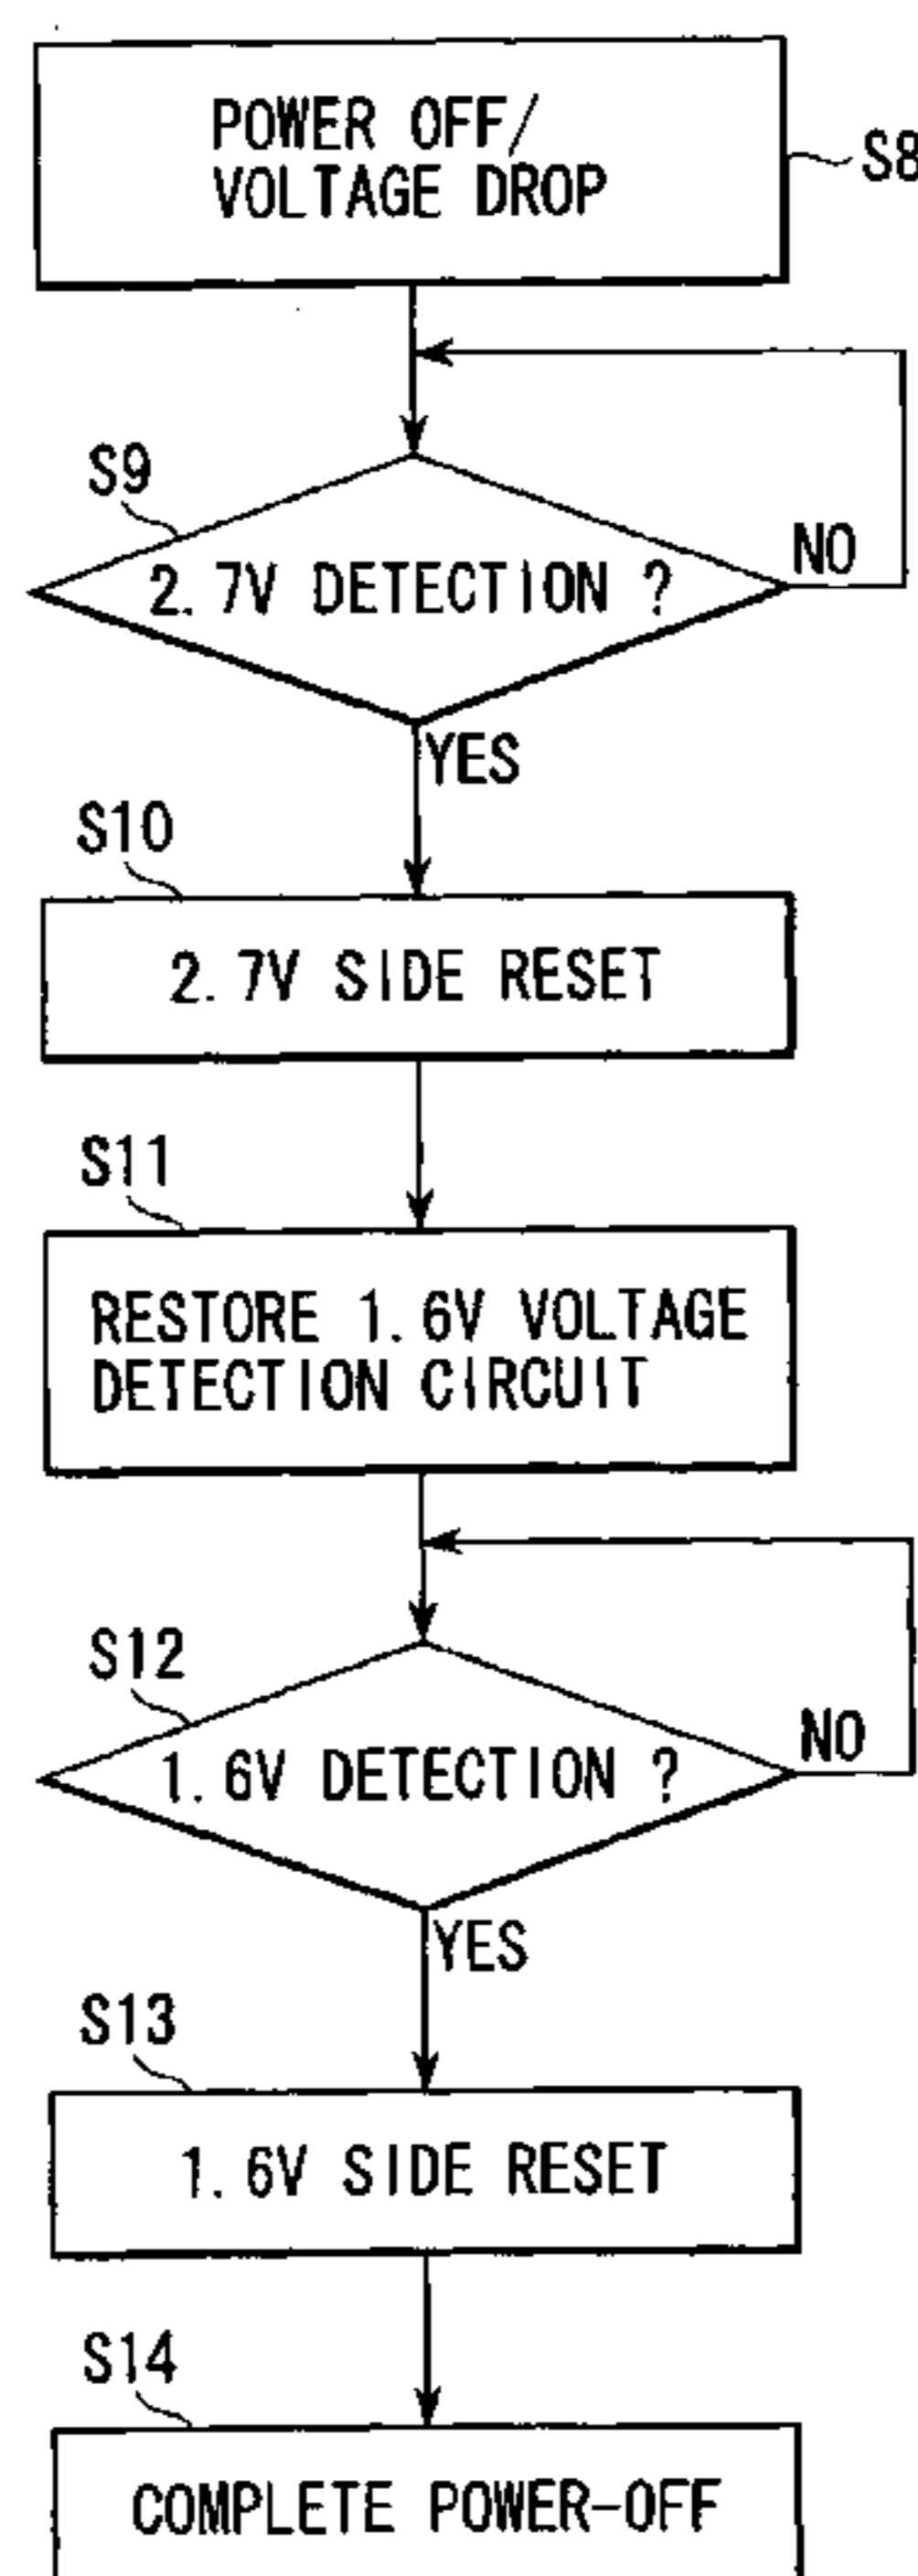 POWER OFF/
VOLTAGE DROP
S8
S9
2.7V DETECTION ?
NO
YES
S10
2.7V SIDE RESET
S11
RESTORE 1.6V VOLTAGE
DETECTION CIRCUIT
S12
1.6V DETECTION ?
NO
YES
S13
1.6V SIDE RESET
S14
COMPLETE POWER-OFF